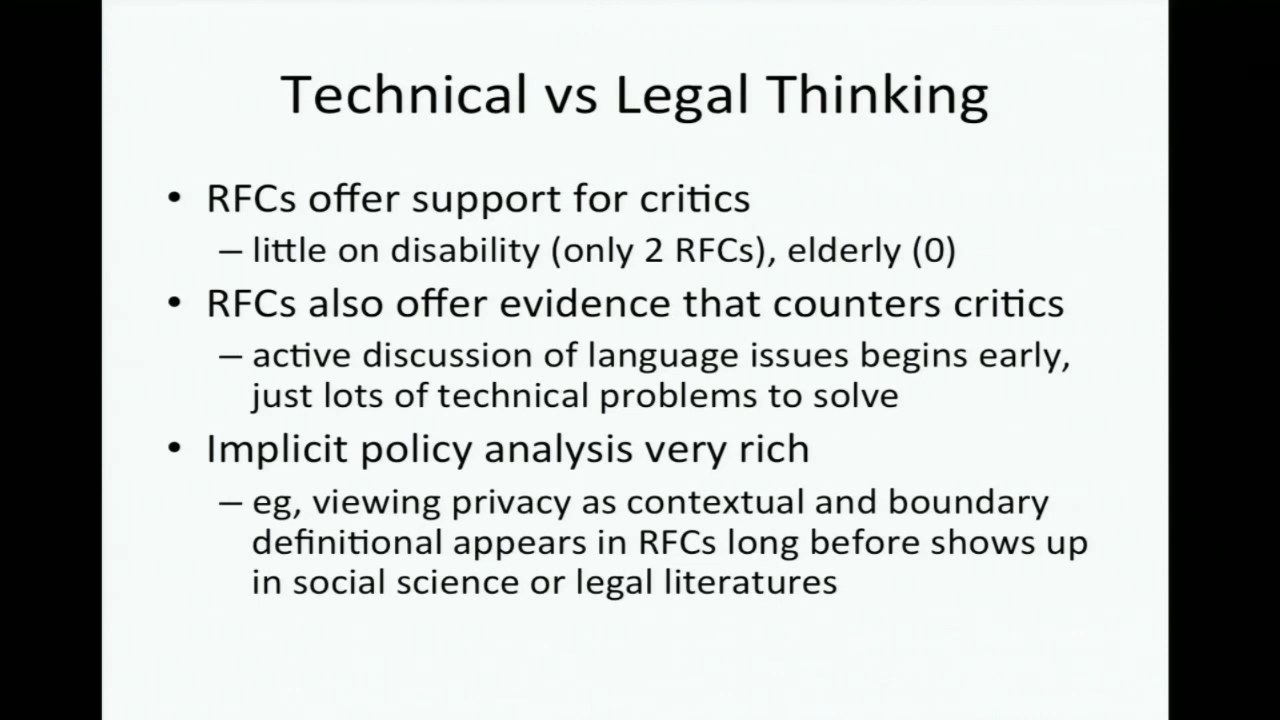 Technical vs Legal Thinking
• RFCs offer support for critics
– little on disability (only 2 RFCs), elderly (0)
• RFCs also offer evidence that counters critics
– active discussion of language issues begins early,
just lots of technical problems to solve
• Implicit policy analysis very rich
– eg, viewing privacy as contextual and boundary
definitional appears in RFCs long before shows up
in social science or legal literatures